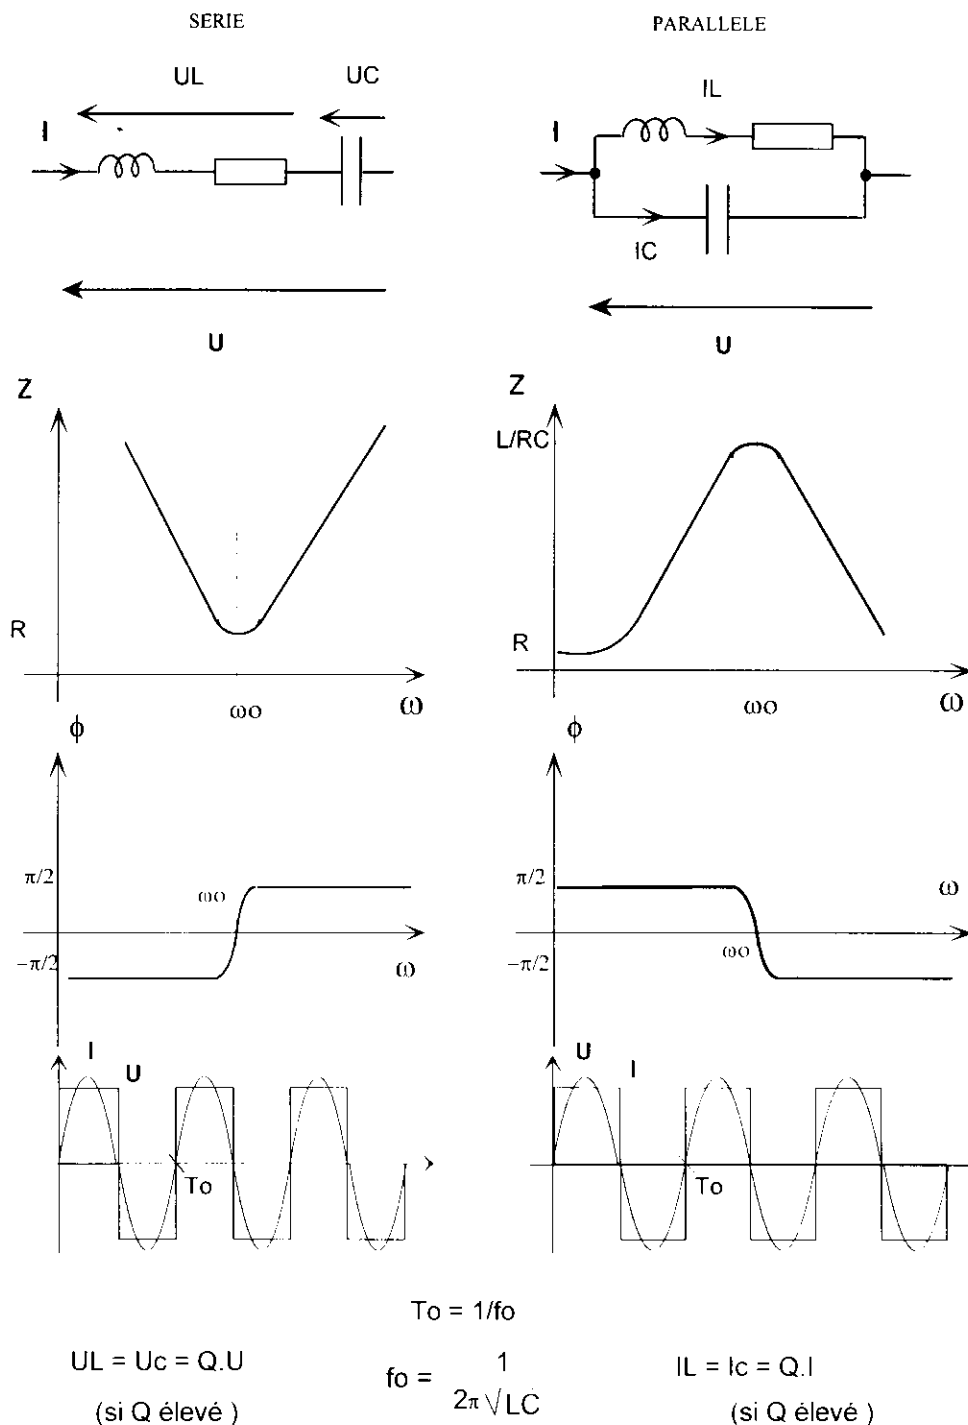 SERIE
PARALLELE
UL
UC
I
U
IL
I
IC
U
Z
R
ωo
ω
Z
L/RC
R
ωo
ω
ϕ
π/2
ωo
−π/2
ω
ϕ
π/2
ω
−π/2
ωo
I
U
To
U
I
To
To = 1/fo
UL = Uc = Q.U
(si Q élevé )
fo = 1 / 2π√LC
IL = Ic = Q.I
(si Q élevé )